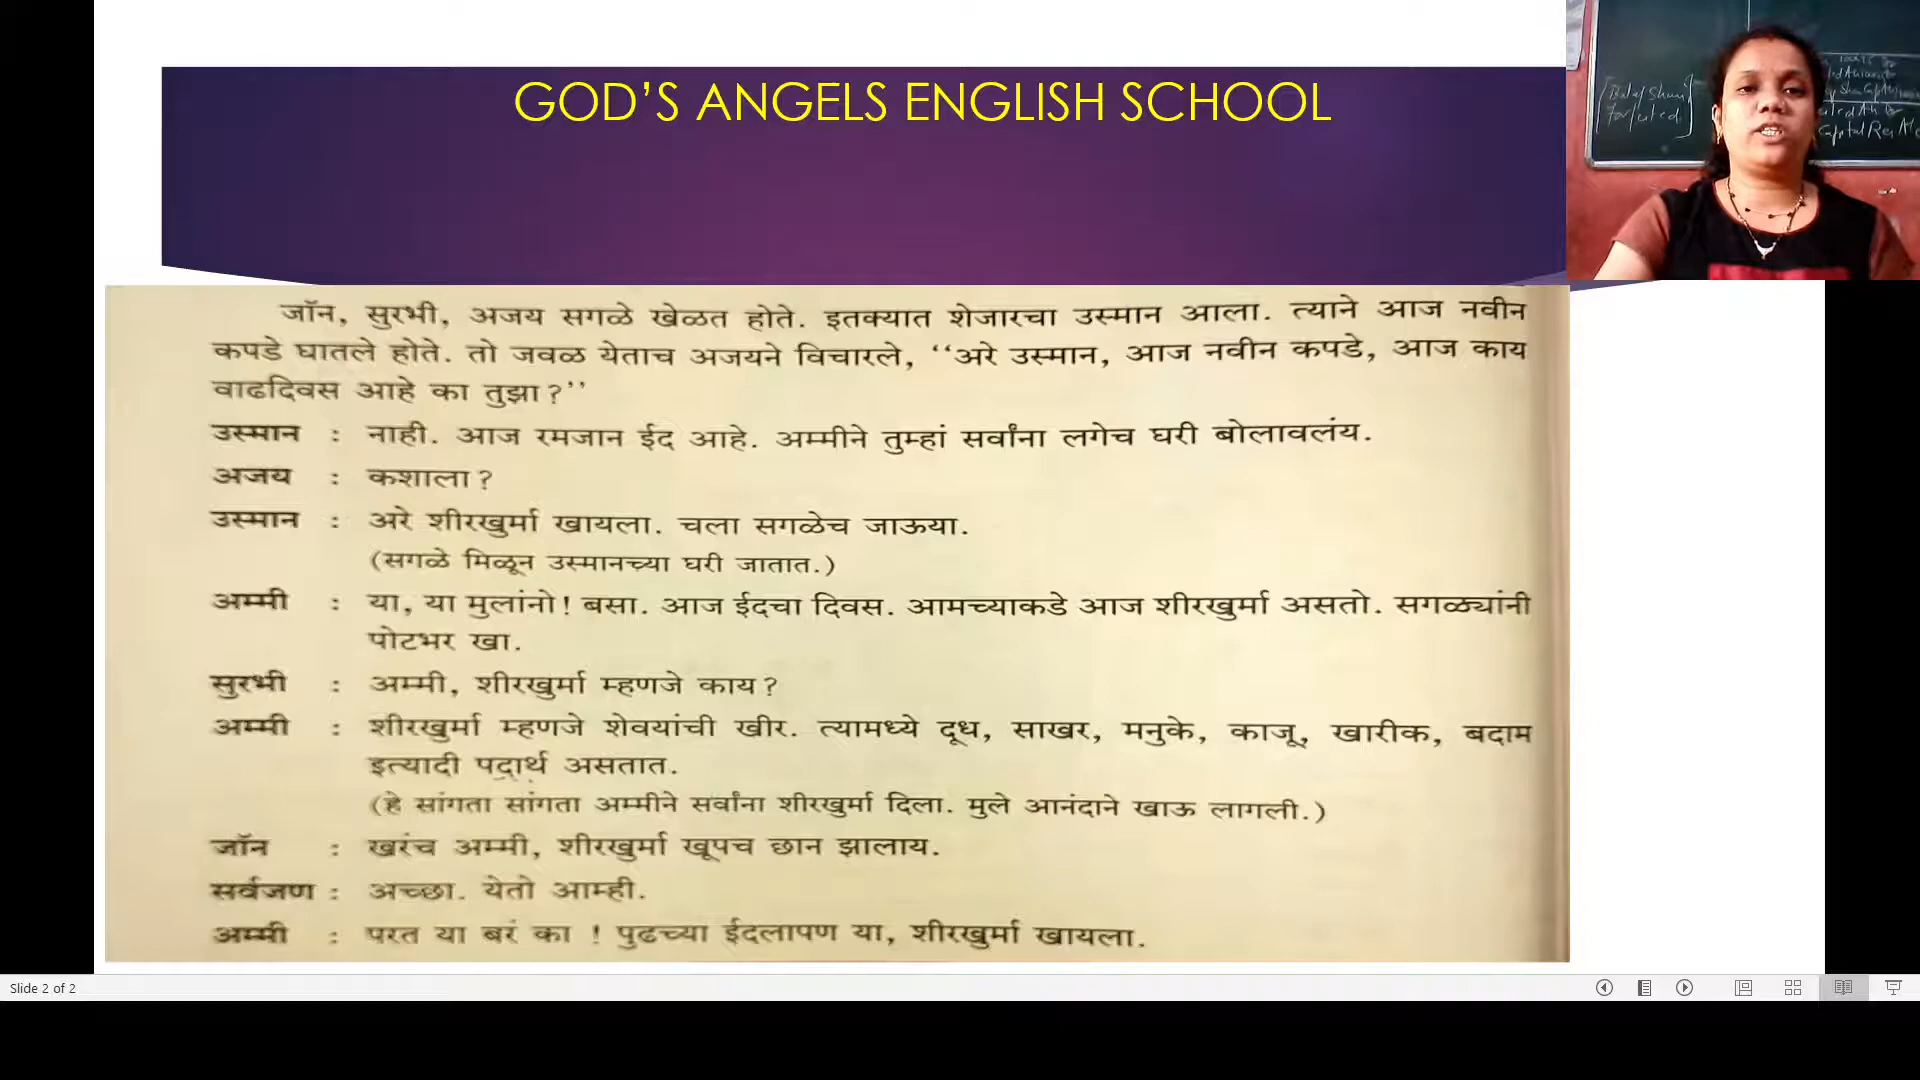 GOD'S ANGELS ENGLISH SCHOOL
जॉन, सुरभी, अजय सगळे खेळत होते. इतक्यात शेजारचा उस्मान आला. त्याने आज नवीन
कपडे घातले होते. तो जवळ येताच अजयने विचारले, ‘‘अरे उस्मान, आज नवीन कपडे, आज काय
वाढदिवस आहे का तुझा?’’
उस्मान : नाही. आज रमजान ईद आहे. अम्मीने तुम्हां सर्वांना लगेच घरी बोलावलंय.
अजय : कशाला?
उस्मान : अरे शीरखुर्मा खायला. चला सगळेच जाऊया.
(सगळे मिळून उस्मानच्या घरी जातात.)
अम्मी : या, या मुलांनो! बसा. आज ईदचा दिवस. आमच्याकडे आज शीरखुर्मा असतो. सगळ्यांनी
पोटभर खा.
सुरभी : अम्मी, शीरखुर्मा म्हणजे काय?
अम्मी : शीरखुर्मा म्हणजे शेवयांची खीर. त्यामध्ये दूध, साखर, मनुके, काजू, खारीक, बदाम
इत्यादी पदार्थ असतात.
(हे सांगता सांगता अम्मीने सर्वांना शीरखुर्मा दिला. मुले आनंदाने खाऊ लागली.)
जॉन : खरंच अम्मी, शीरखुर्मा खूपच छान झालाय.
सर्वजण : अच्छा. येतो आम्ही.
अम्मी : परत या बरं का ! पुढच्या ईदलापण या, शीरखुर्मा खायला.
Slide 2 of 2